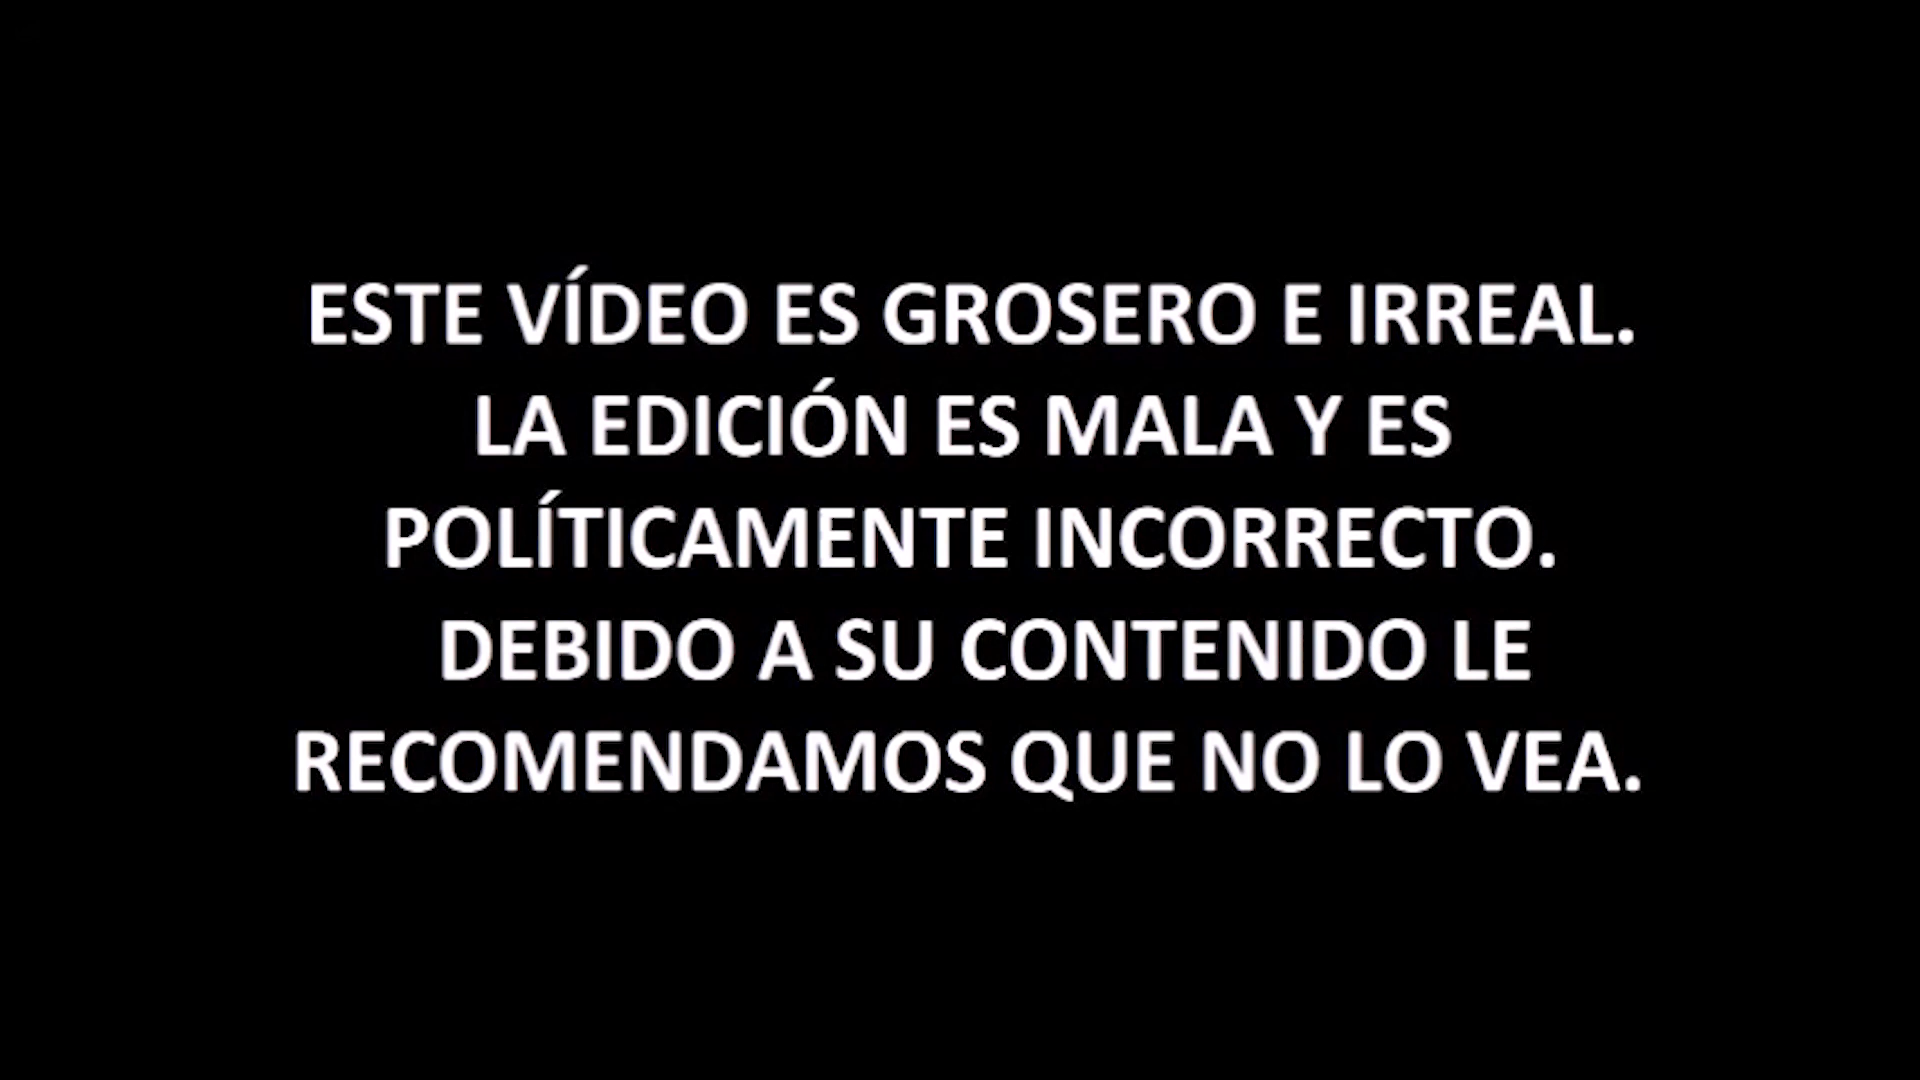 ESTE VÍDEO ES GROSERO E IRREAL.
LA EDICIÓN ES MALA Y ES
POLÍTICAMENTE INCORRECTO.
DEBIDO A SU CONTENIDO LE
RECOMENDAMOS QUE NO LO VEA.